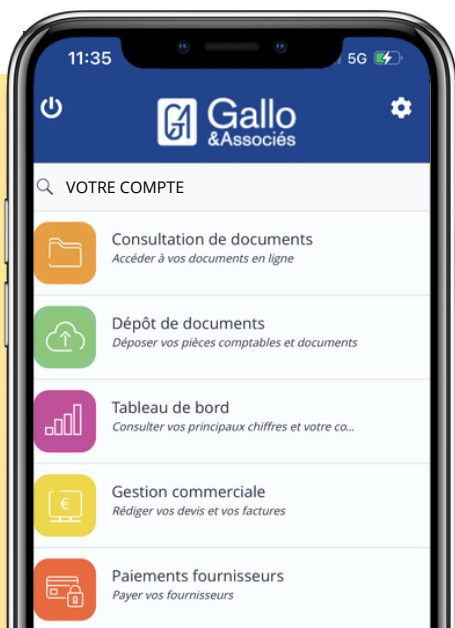 11:35
5G
Gallo
&Associés
VOTRE COMPTE
Consultation de documents
Accéder à vos documents en ligne
Dépôt de documents
Déposer vos pièces comptables et documents
Tableau de bord
Consulter vos principaux chiffres et votre co...
Gestion commerciale
Rédiger vos devis et vos factures
Paiements fournisseurs
Payer vos fournisseurs